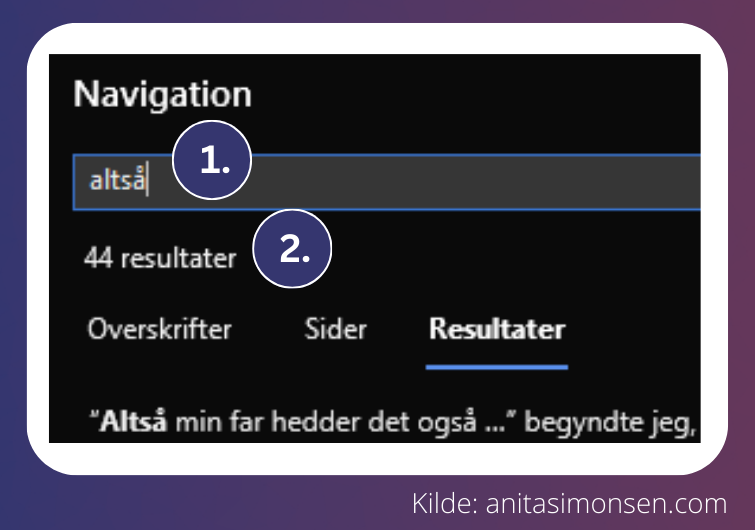 Navigation
1.
altså
2.
44 resultater
Overskrifter Sider Resultater
"Altså min far hedder det også ..." begyndte jeg,
Kilde: anitasimonsen.com